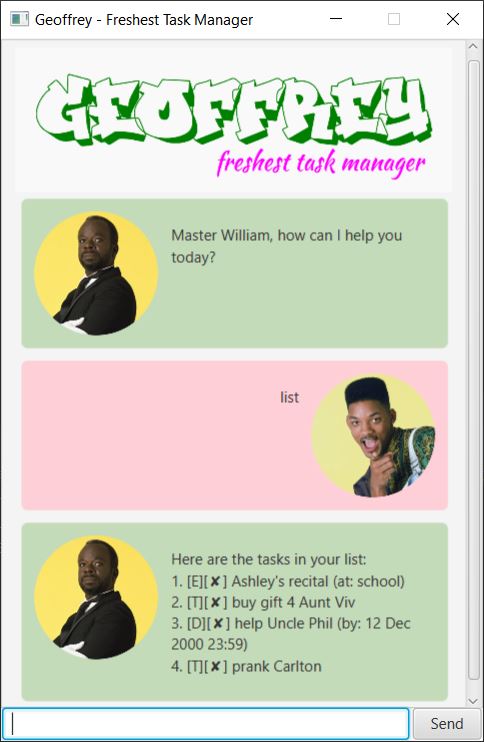 Geoffrey - Freshest Task Manager
GEOFFREY
freshest task manager
Master William, how can I help you
today?
list
Here are the tasks in your list:
1. [E][✘] Ashley's recital (at: school)
2. [T][✘] buy gift 4 Aunt Viv
3. [D][✘] help Uncle Phil (by: 12 Dec
2000 23:59)
4. [T][✘] prank Carlton
Send